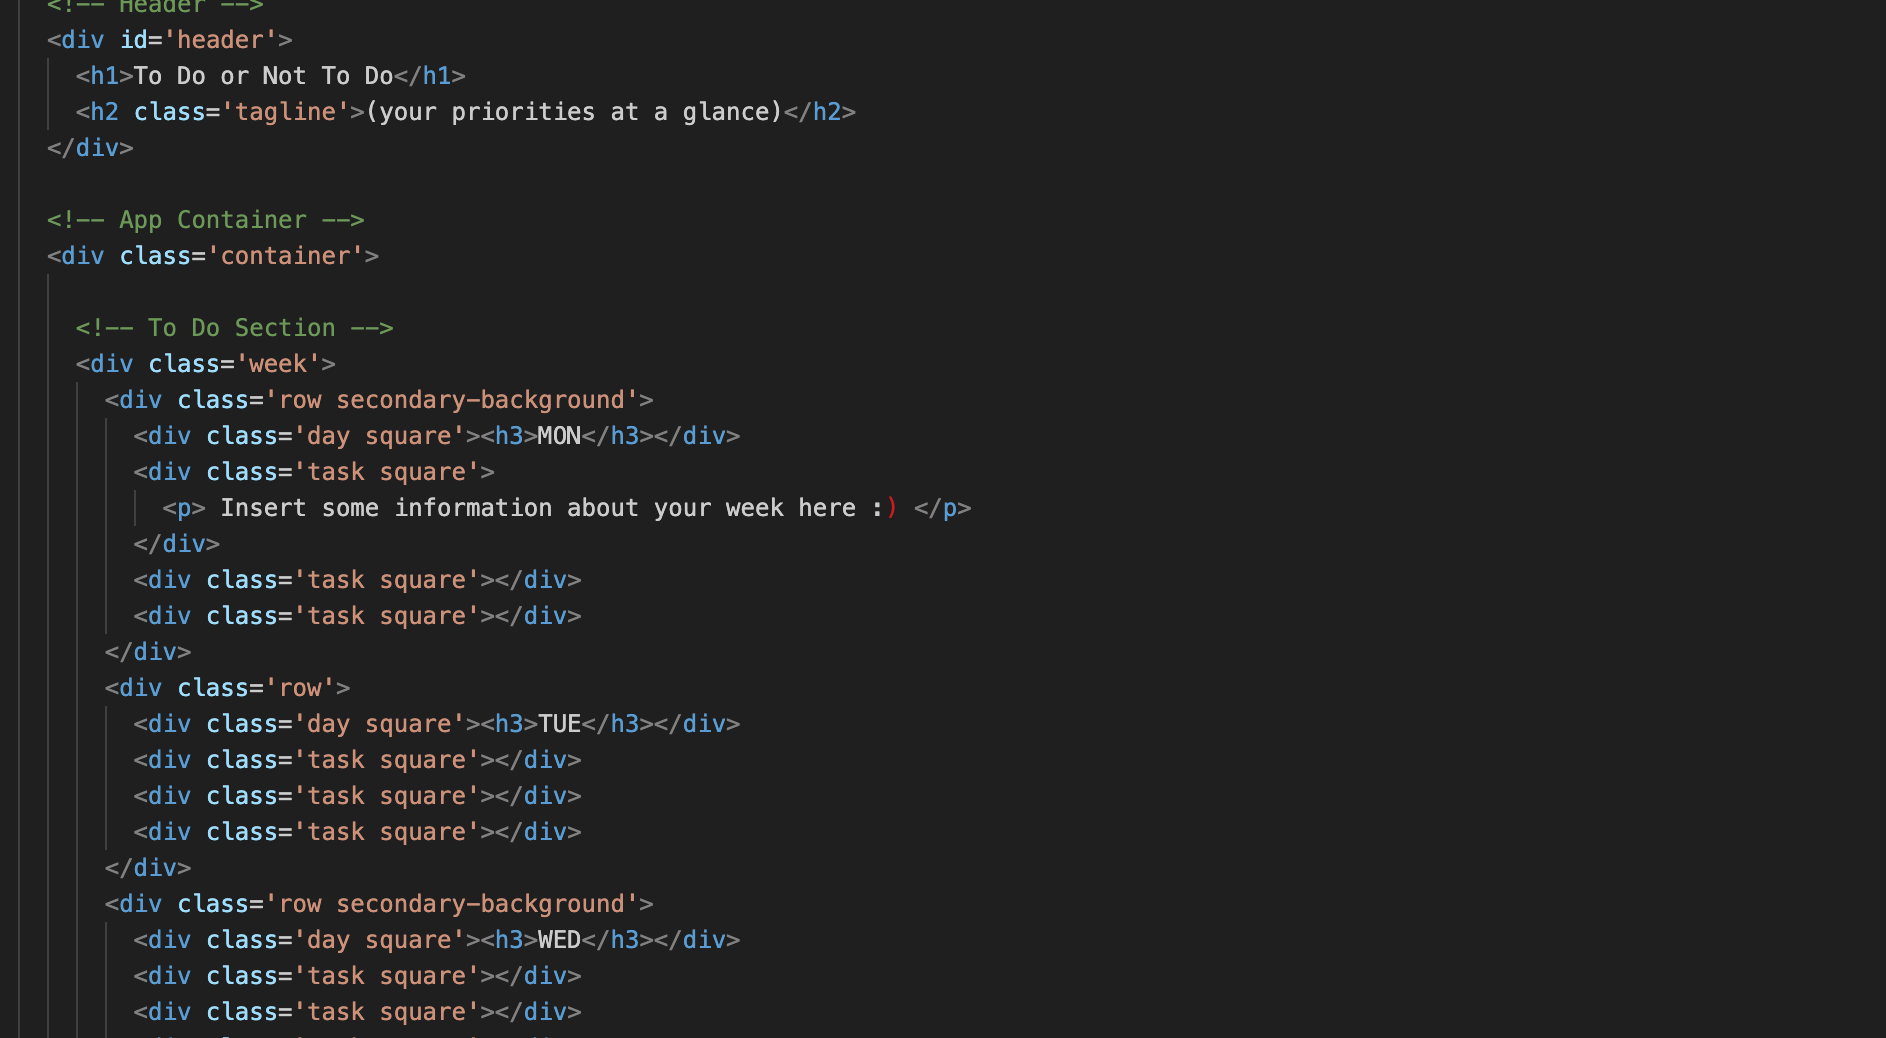 <!-- Header -->
<div id='header'>
<h1>To Do or Not To Do</h1>
<h2 class='tagline'>(your priorities at a glance)</h2>
</div>
<!-- App Container -->
<div class='container'>
<!-- To Do Section -->
<div class='week'>
<div class='row secondary-background'>
<div class='day square'><h3>MON</h3></div>
<div class='task square'>
<p> Insert some information about your week here :) </p>
</div>
<div class='task square'></div>
<div class='task square'></div>
</div>
<div class='row'>
<div class='day square'><h3>TUE</h3></div>
<div class='task square'></div>
<div class='task square'></div>
<div class='task square'></div>
</div>
<div class='row secondary-background'>
<div class='day square'><h3>WED</h3></div>
<div class='task square'></div>
<div class='task square'></div>